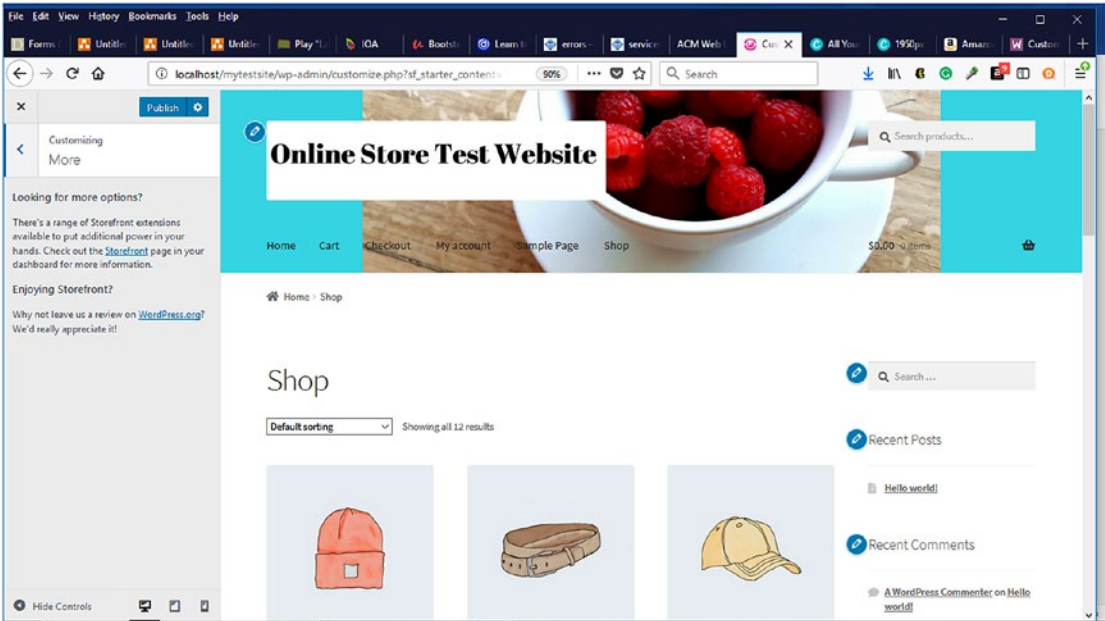 File Edit View History Bookmarks Tools Help
Forms Untitle Untitle Untitle Play "L IOA Bootst Learn errors – service ACM Web Cus All You 1950p Amazo Custom
localhost/mytestsite/wp-admin/customize.php?sf_starter_content= 90% Search
Publish
Customizing
More
Looking for more options?
There's a range of Storefront extensions
available to put additional power in your
hands. Check out the Storefront page in your
dashboard for more information.
Enjoying Storefront?
Why not leave us a review on WordPress.org?
We'd really appreciate it!
Hide Controls
Online Store Test Website
Search products...
Home Cart Checkout My account Sample Page Shop
$0.00 0 items
Home > Shop
Shop
Default sorting Showing all 12 results
Search ...
Recent Posts
Hello world!
Recent Comments
A WordPress Commenter on Hello
world!